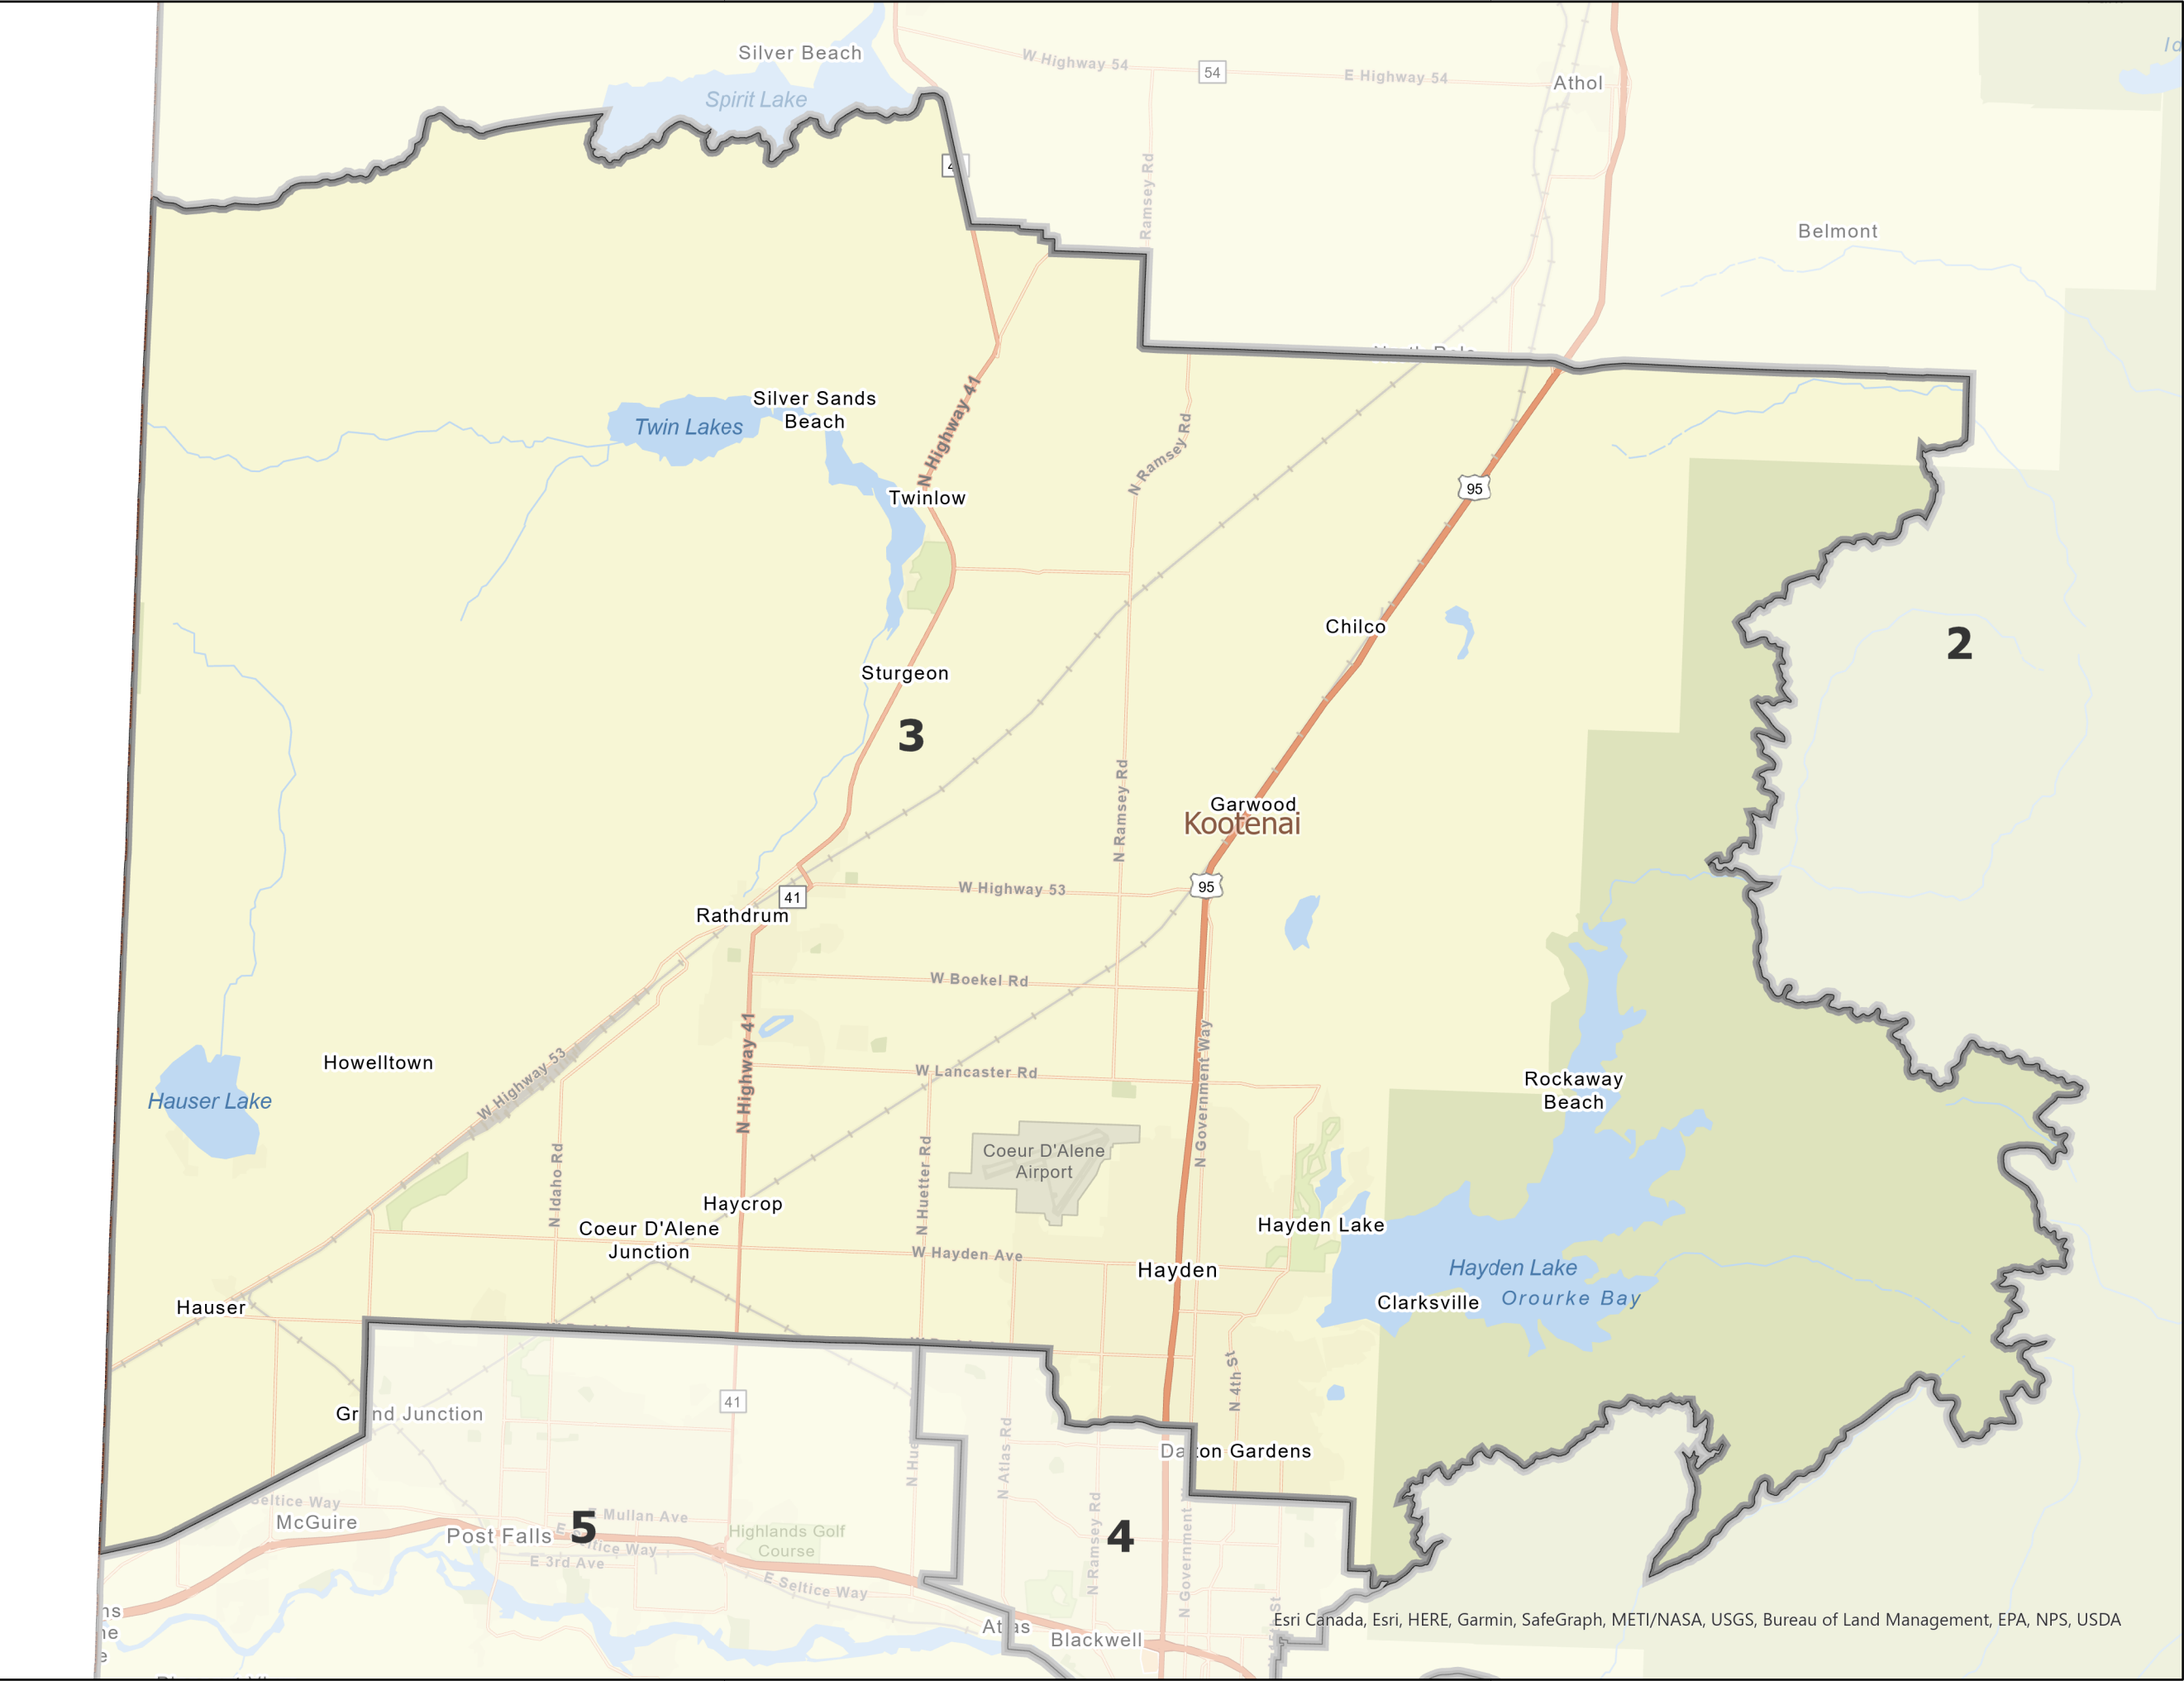 Silver Beach
Spirit Lake
W Highway 54
54
E Highway 54
Athol
Ramsey Rd
Belmont
Silver Sands
Beach
Twin Lakes
N Highway 41
Twinlow
N Ramsey Rd
95
Chilco
2
Sturgeon
3
N Ramsey Rd
Garwood
Kootenai
95
W Highway 53
41
Rathdrum
W Boekel Rd
N Highway 41
N Government Way
Howelltown
W Highway 53
W Lancaster Rd
Hauser Lake
Rockaway
Beach
Coeur D'Alene
Airport
N Idaho Rd
N Huetter Rd
Haycrop
Coeur D'Alene
Junction
Hayden Lake
W Hayden Ave
Hayden
Hayden Lake
Orourke Bay
Clarksville
Hauser
N 4th St
41
Grand Junction
N Atlas Rd
Dalton Gardens
Seltice Way
McGuire
Post Falls
5
E Mullan Ave
E Seltice Way
E 3rd Ave
Highlands Golf
Course
E Seltice Way
4
N Ramsey Rd
N Government
Atlas
Blackwell
Esri Canada, Esri, HERE, Garmin, SafeGraph, METI/NASA, USGS, Bureau of Land Management, EPA, NPS, USDA